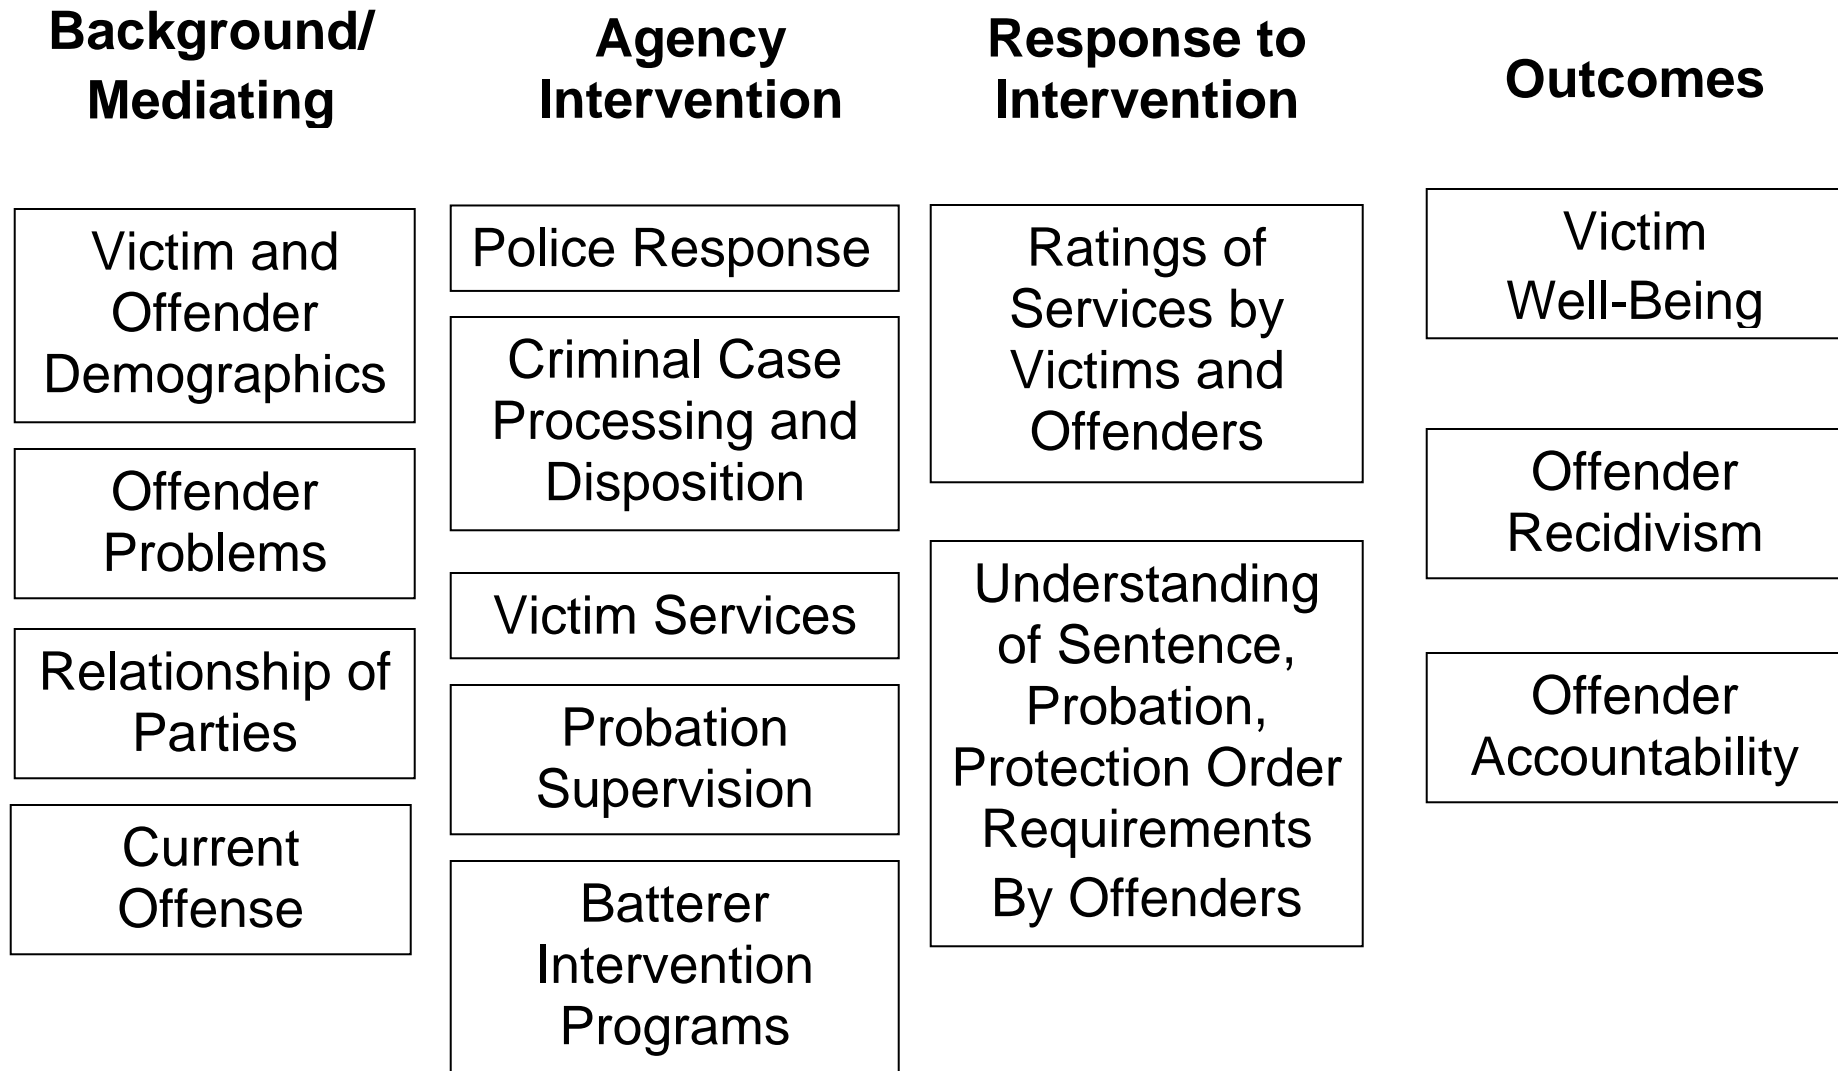 Background/
Mediating
Agency
Intervention
Response to
Intervention
Outcomes
Victim and
Offender
Demographics
Offender
Problems
Relationship of
Parties
Current
Offense
Police Response
Criminal Case
Processing and
Disposition
Victim Services
Probation
Supervision
Batterer
Intervention
Programs
Ratings of
Services by
Victims and
Offenders
Understanding
of Sentence,
Probation,
Protection Order
Requirements
By Offenders
Victim
Well-Being
Offender
Recidivism
Offender
Accountability